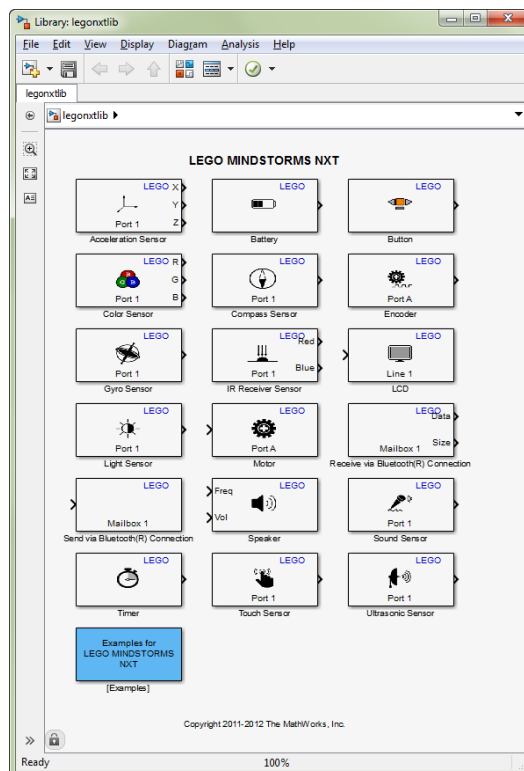 Library: legonxtlib
File Edit View Display Diagram Analysis Help
legonxtlib
legonxtlib
LEGO MINDSTORMS NXT
LEGO X
Y
Z
Port 1
Acceleration Sensor
LEGO
Battery
LEGO
Button
LEGO R
G
B
Port 1
Color Sensor
LEGO
Port 1
Compass Sensor
LEGO
Port A
Encoder
LEGO
Port 1
Gyro Sensor
LEGO
Red
Blue
Port 1
IR Receiver Sensor
LEGO
Line 1
LCD
LEGO
Port 1
Light Sensor
LEGO
Port A
Motor
LEGO
Data
Size
Mailbox 1
Receive via Bluetooth(R) Connection
LEGO
Mailbox 1
Send via Bluetooth(R) Connection
LEGO
Freq
Vol
Speaker
LEGO
Port 1
Sound Sensor
LEGO
Timer
LEGO
Port 1
Touch Sensor
LEGO
Port 1
Ultrasonic Sensor
Examples for
LEGO MINDSTORMS
NXT
[Examples]
Copyright 2011-2012 The MathWorks, Inc.
Ready 100%